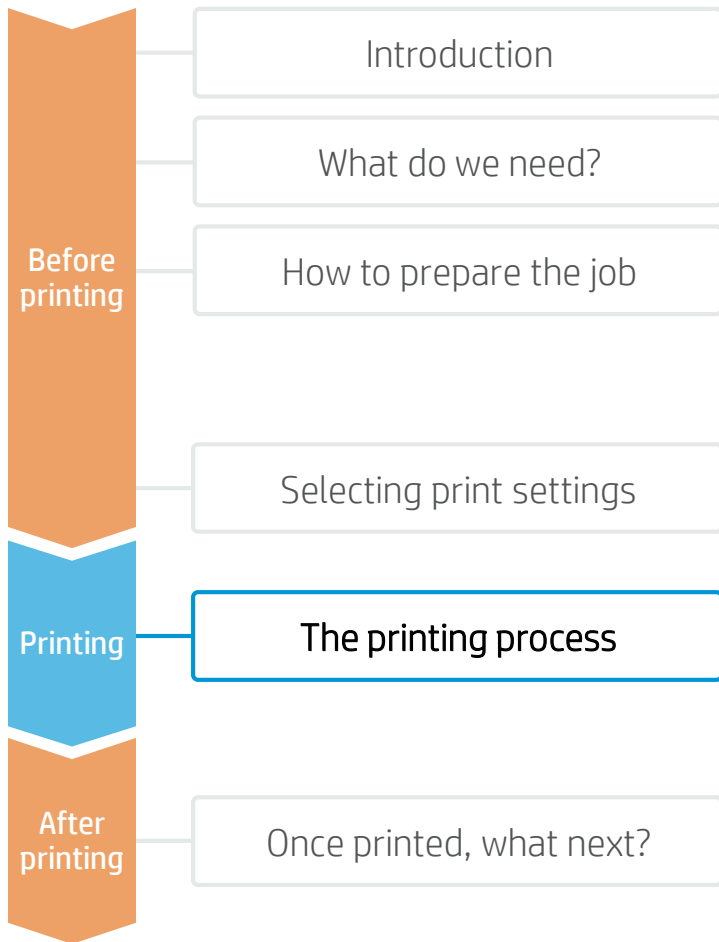 Introduction
What do we need?
Before
printing
How to prepare the job
Selecting print settings
Printing
The printing process
After
printing
Once printed, what next?